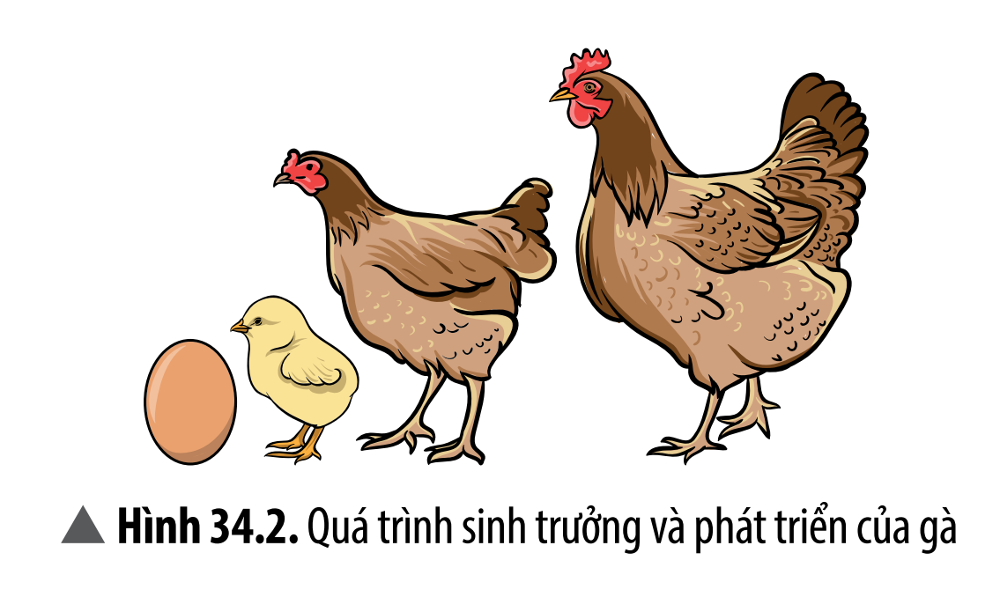 ▲ Hình 34.2. Quá trình sinh trưởng và phát triển của gà